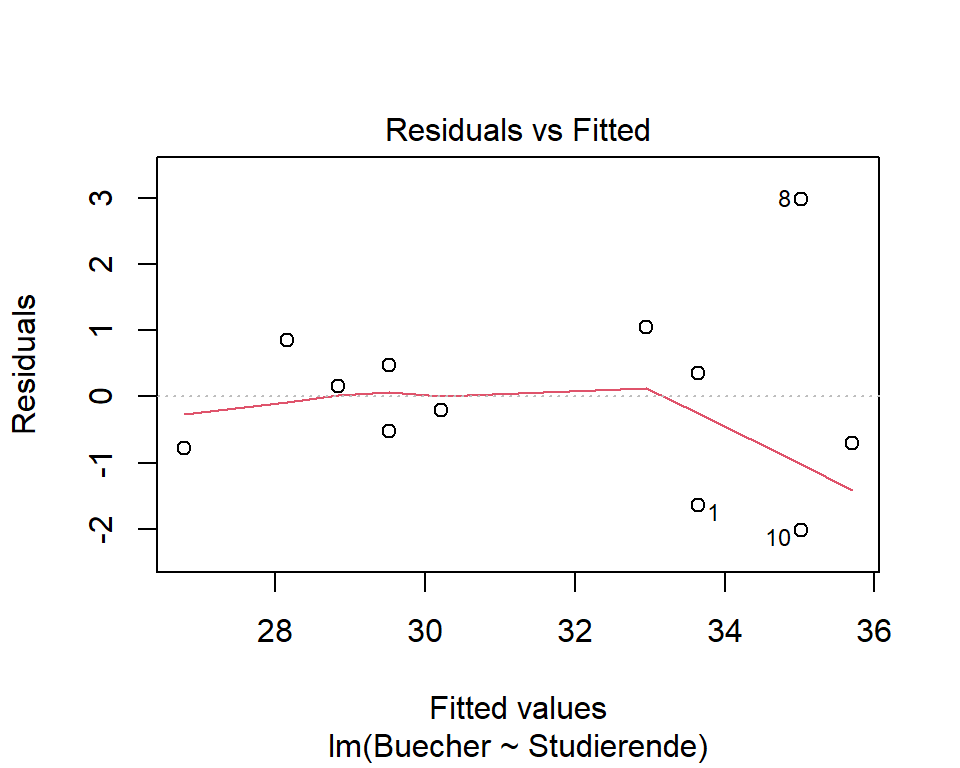 Residuals vs Fitted
Residuals
3
2
1
0
-1
-2
8
1
10
28 30 32 34 36
Fitted values
lm(Buecher ~ Studierende)